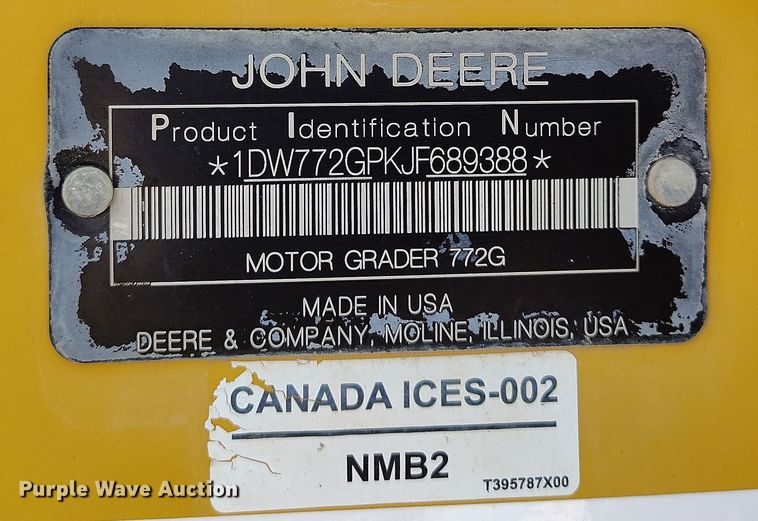 JOHN DEERE
Product Identification Number
*1DW772GPKJF689388*
MOTOR GRADER 772G
MADE IN USA
DEERE & COMPANY, MOLINE, ILLINOIS, USA
CANADA ICES-002
NMB2
T395787X00
Purple Wave Auction